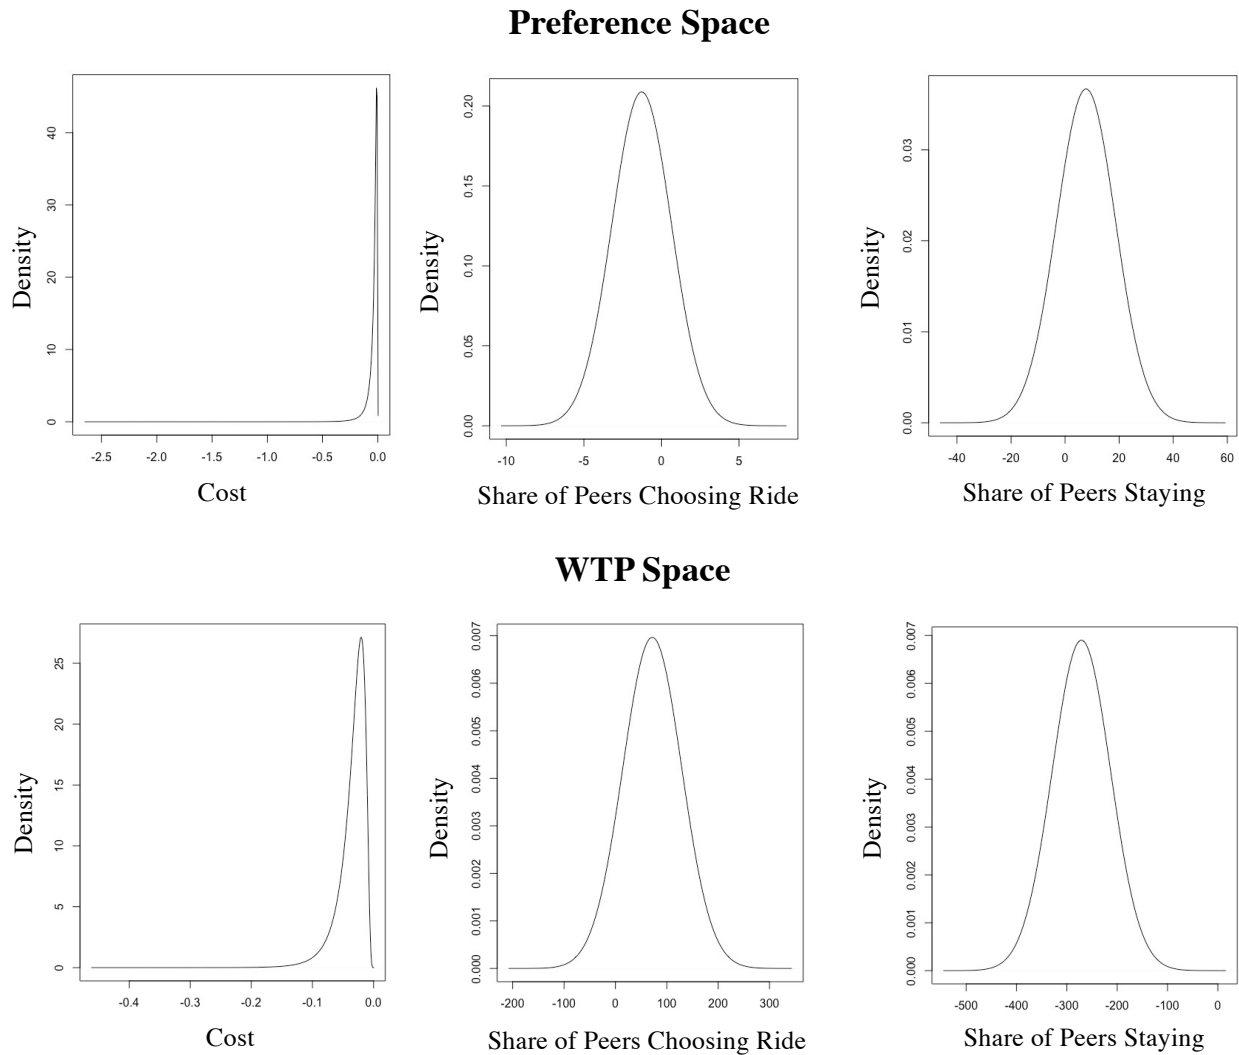 Preference Space
Density
40
30
20
10
0
-2.5 -2.0 -1.5 -1.0 -0.5 0.0
Cost
Density
0.20
0.15
0.10
0.05
0.00
-10 -5 0 5
Share of Peers Choosing Ride
Density
0.03
0.02
0.01
0.00
-40 -20 0 20 40 60
Share of Peers Staying
WTP Space
Density
25
20
15
10
5
0
-0.4 -0.3 -0.2 -0.1 0.0
Cost
Density
0.007
0.006
0.005
0.004
0.003
0.002
0.001
0.000
-200 -100 0 100 200 300
Share of Peers Choosing Ride
Density
0.007
0.006
0.005
0.004
0.003
0.002
0.001
0.000
-500 -400 -300 -200 -100 0
Share of Peers Staying